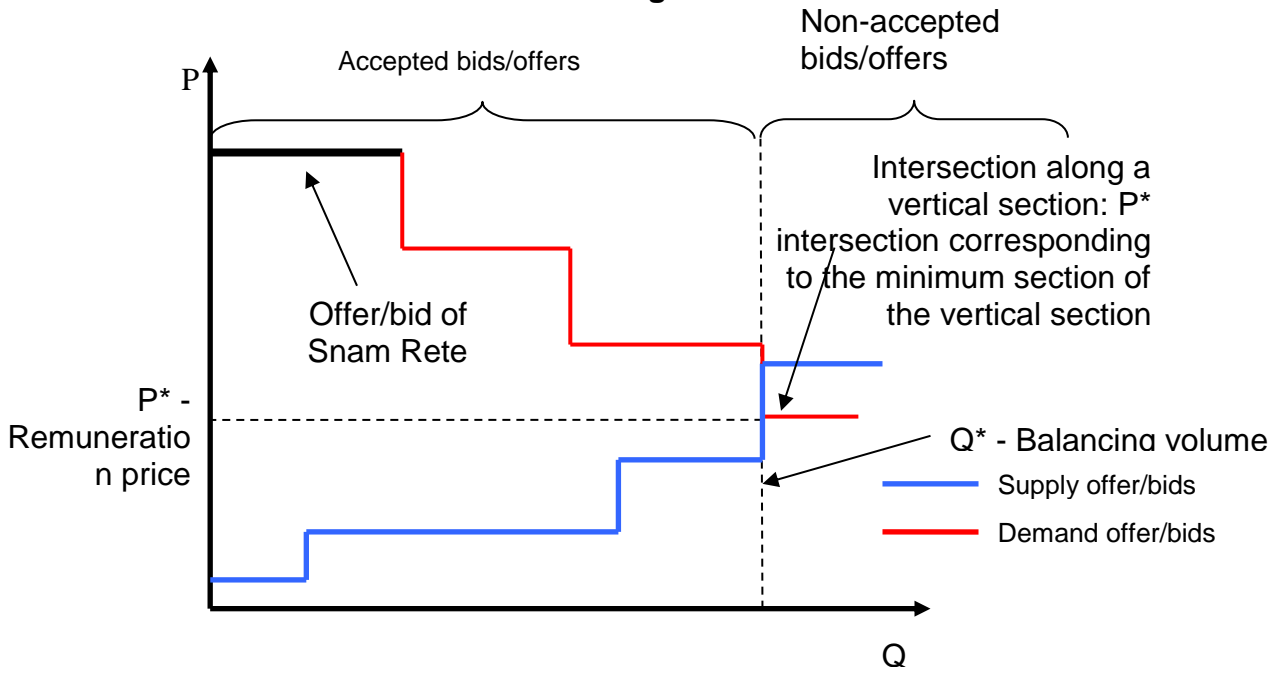 Non-accepted
bids/offers
Accepted bids/offers
P
Intersection along a
vertical section: P*
intersection corresponding
to the minimum section of
the vertical section
Offer/bid of
Snam Rete
P* -
Remuneratio
n price
Q* - Balancing volume
Supply offer/bids
Demand offer/bids
Q